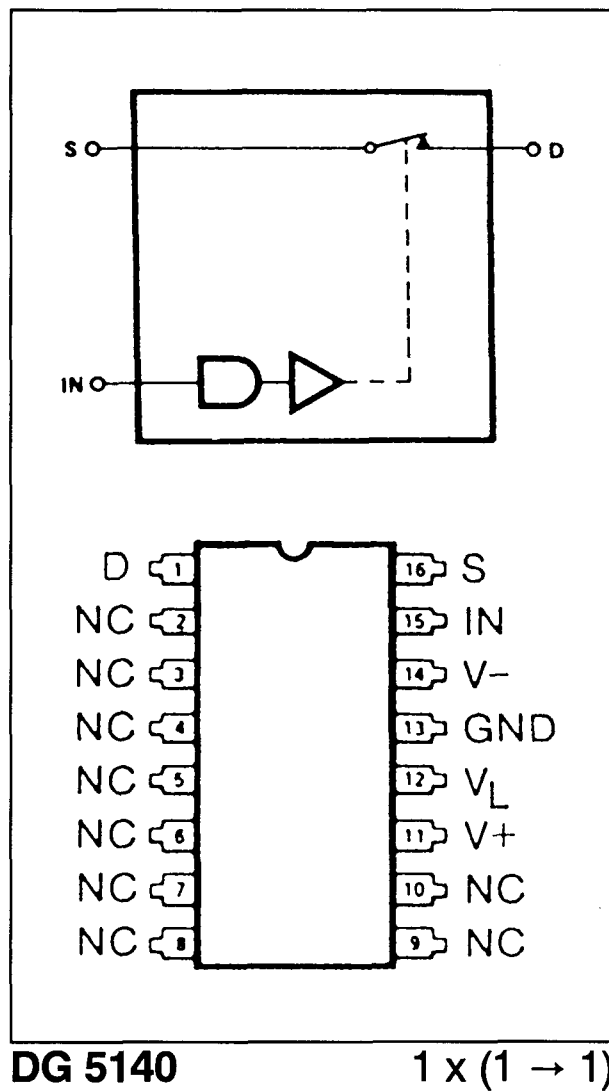 S D
IN
D 1 16 S
NC 2 15 IN
NC 3 14 V-
NC 4 13 GND
NC 5 12 VL
NC 6 11 V+
NC 7 10 NC
NC 8 9 NC
DG 5140 1 x (1 → 1)